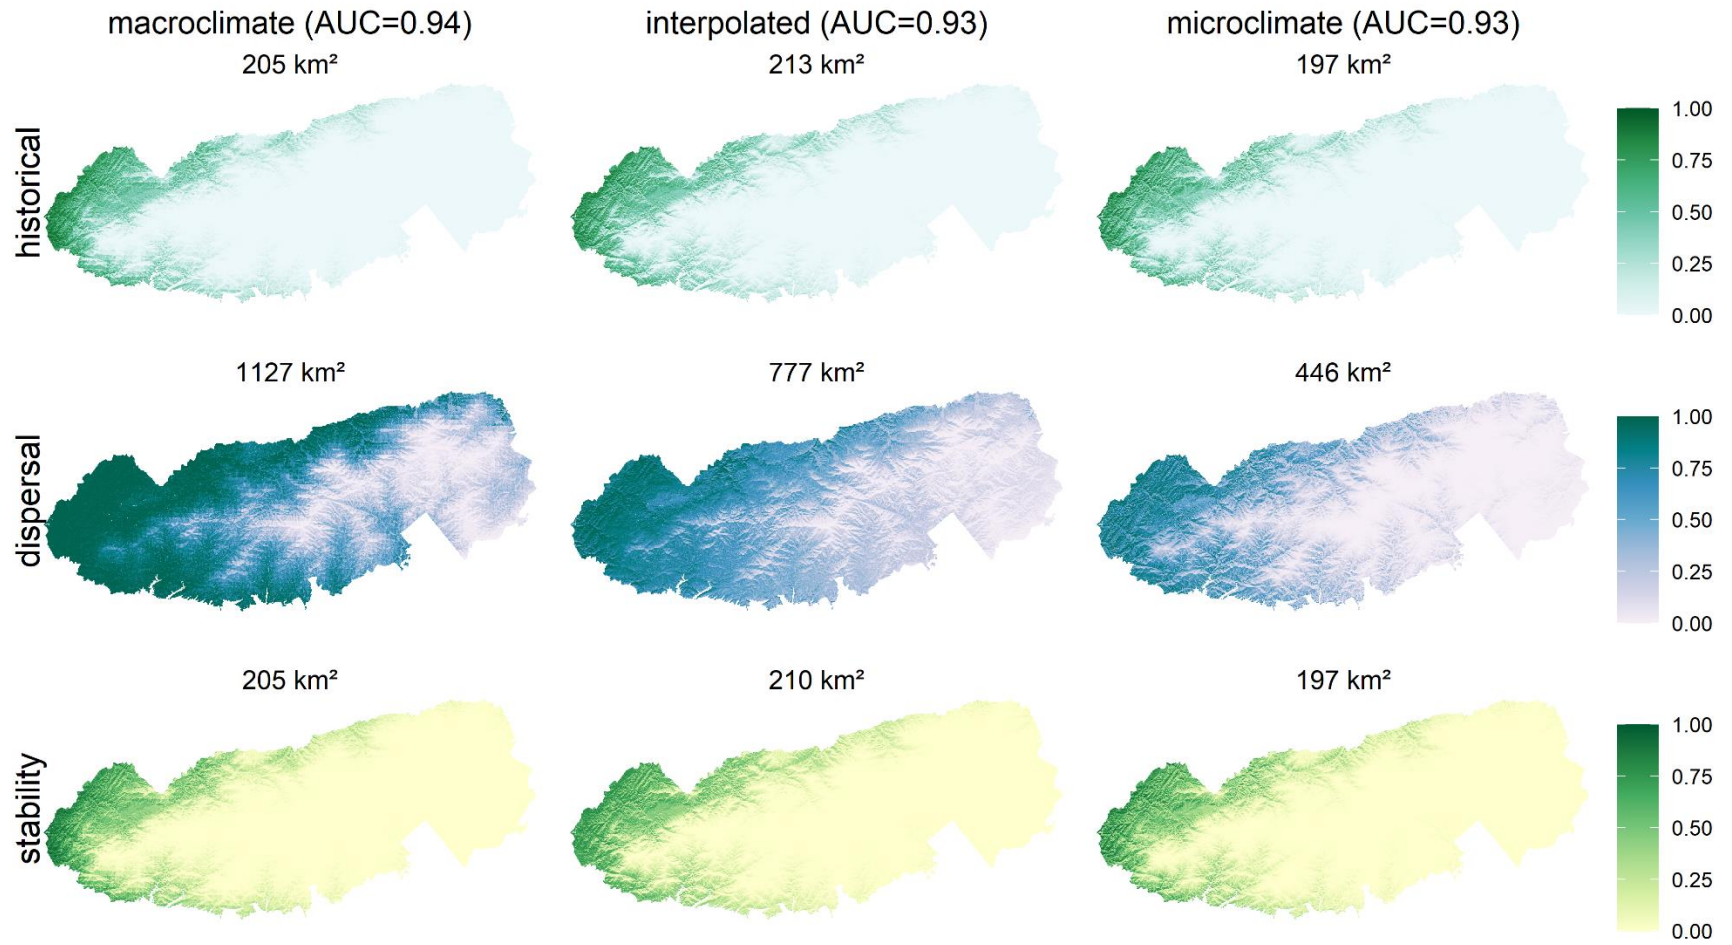 macroclimate (AUC=0.94)
interpolated (AUC=0.93)
microclimate (AUC=0.93)
205 km²
213 km²
197 km²
historical
1.00
0.75
0.50
0.25
0.00
1127 km²
777 km²
446 km²
dispersal
1.00
0.75
0.50
0.25
0.00
205 km²
210 km²
197 km²
stability
1.00
0.75
0.50
0.25
0.00